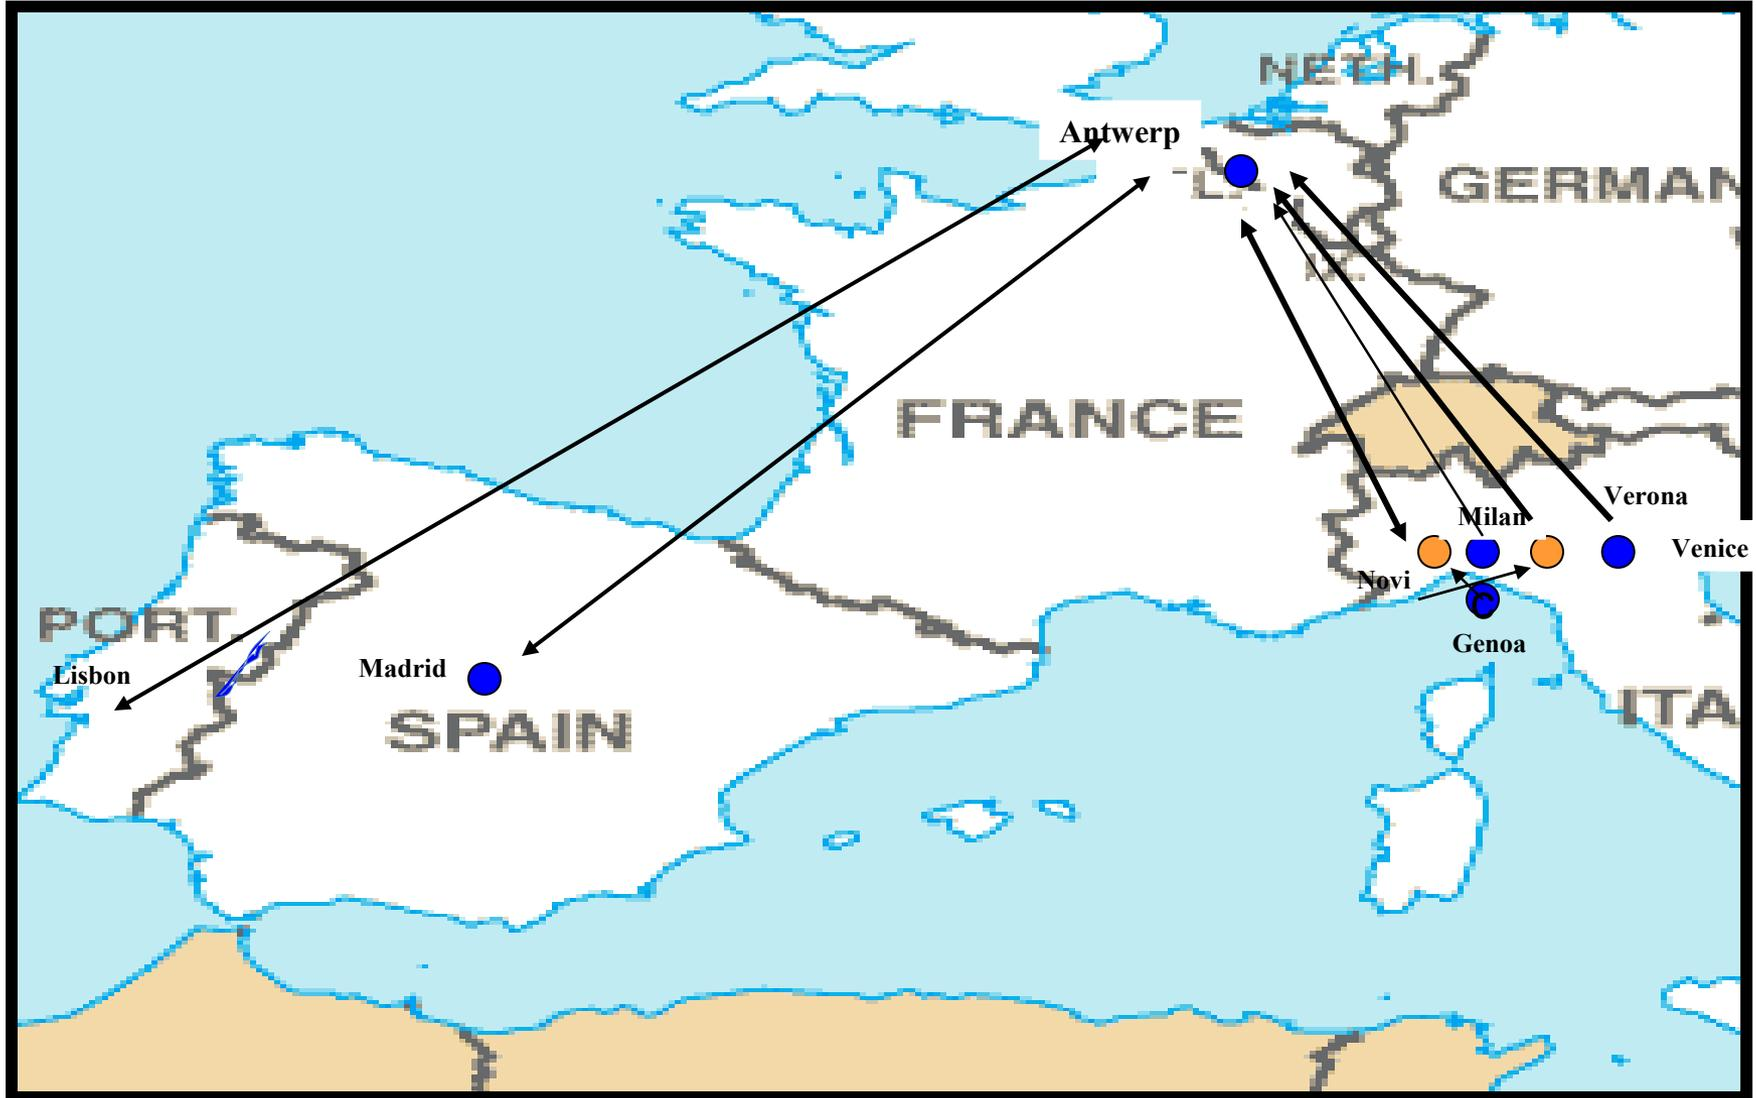 NETH.
Antwerp
GERMAN
FRANCE
Verona
Milan
Venice
Novi
PORT.
Genoa
Lisbon
Madrid
ITA
SPAIN